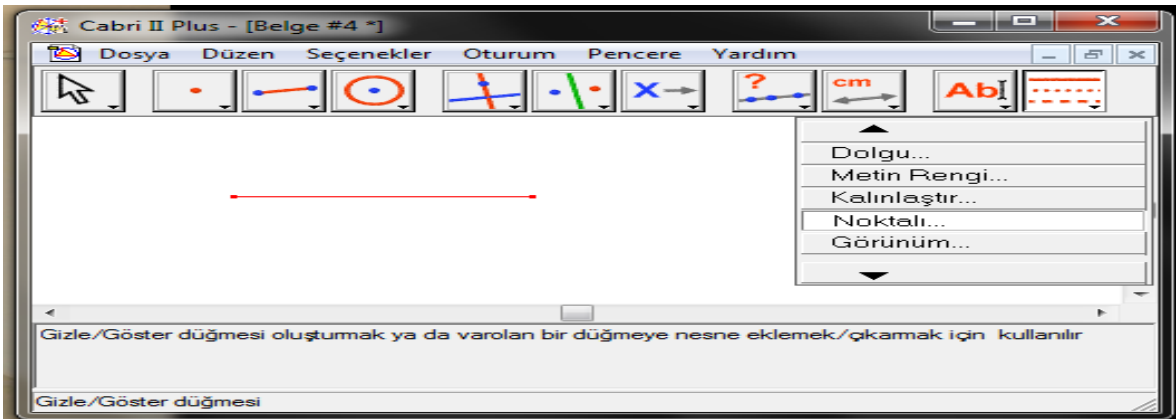 Cabri II Plus - [Belge #4 *]
Dosya Düzen Seçenekler Oturum Pencere Yardım
? cm AbI
Dolgu...
Metin Rengi...
Kalınlaştır...
Noktalı...
Görünüm...
Gizle/Göster düğmesi oluşturmak ya da varolan bir düğmeye nesne eklemek/çıkarmak için kullanılır
Gizle/Göster düğmesi